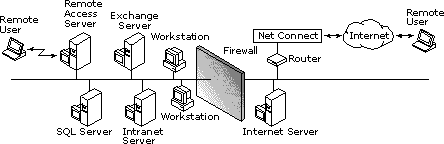 Remote
User
Remote
Access
Server
Exchange
Server
Workstation
Firewall
Net Connect
Internet
Remote
User
Router
SQL Server
Intranet
Server
Workstation
Internet Server